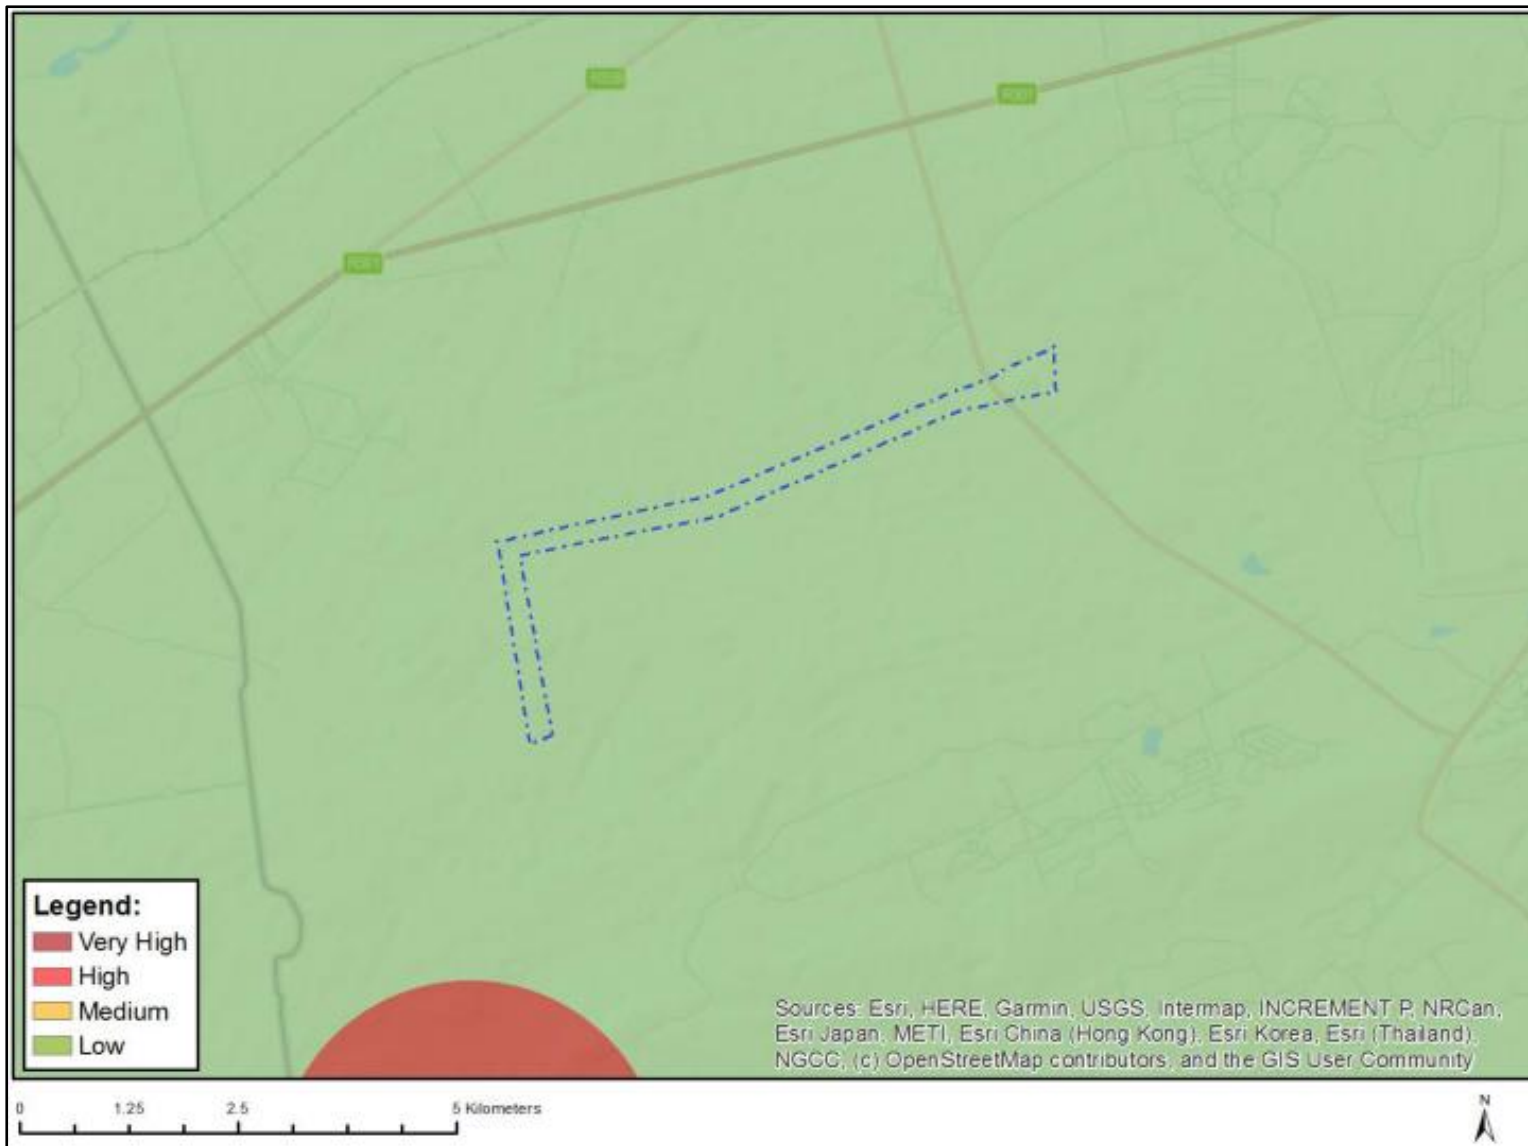 Legend:
Very High
High
Medium
Low
Sources: Esri, HERE, Garmin, USGS, Intermap, INCREMENT P, NRCan,
Esri Japan, METI, Esri China (Hong Kong), Esri Korea, Esri (Thailand),
NGCC, (c) OpenStreetMap contributors, and the GIS User Community
0 1.25 2.5 5 Kilometers
N